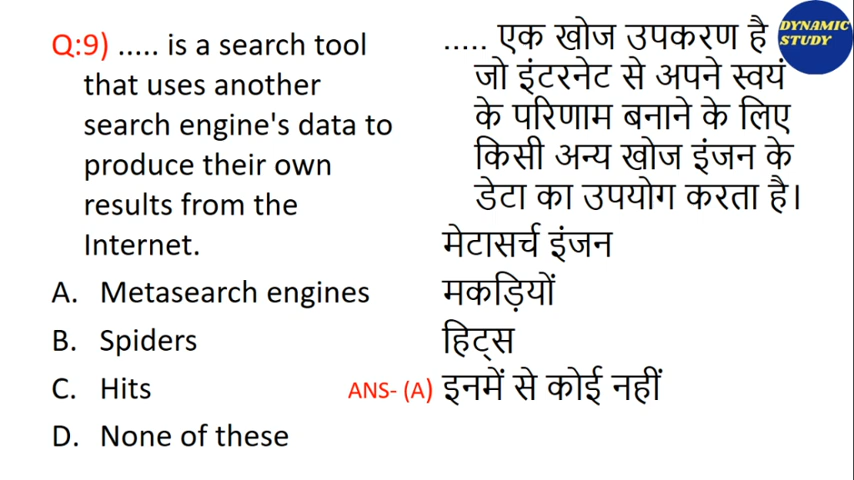 Q:9) ..... is a search tool
that uses another
search engine's data to
produce their own
results from the
Internet.
A. Metasearch engines
B. Spiders
C. Hits
ANS- (A)
D. None of these
..... एक खोज उपकरण है
जो इंटरनेट से अपने स्वयं
के परिणाम बनाने के लिए
किसी अन्य खोज इंजन के
डेटा का उपयोग करता है।
मेटासर्च इंजन
मकड़ियों
हिट्स
इनमें से कोई नहीं
DYNAMIC
STUDY